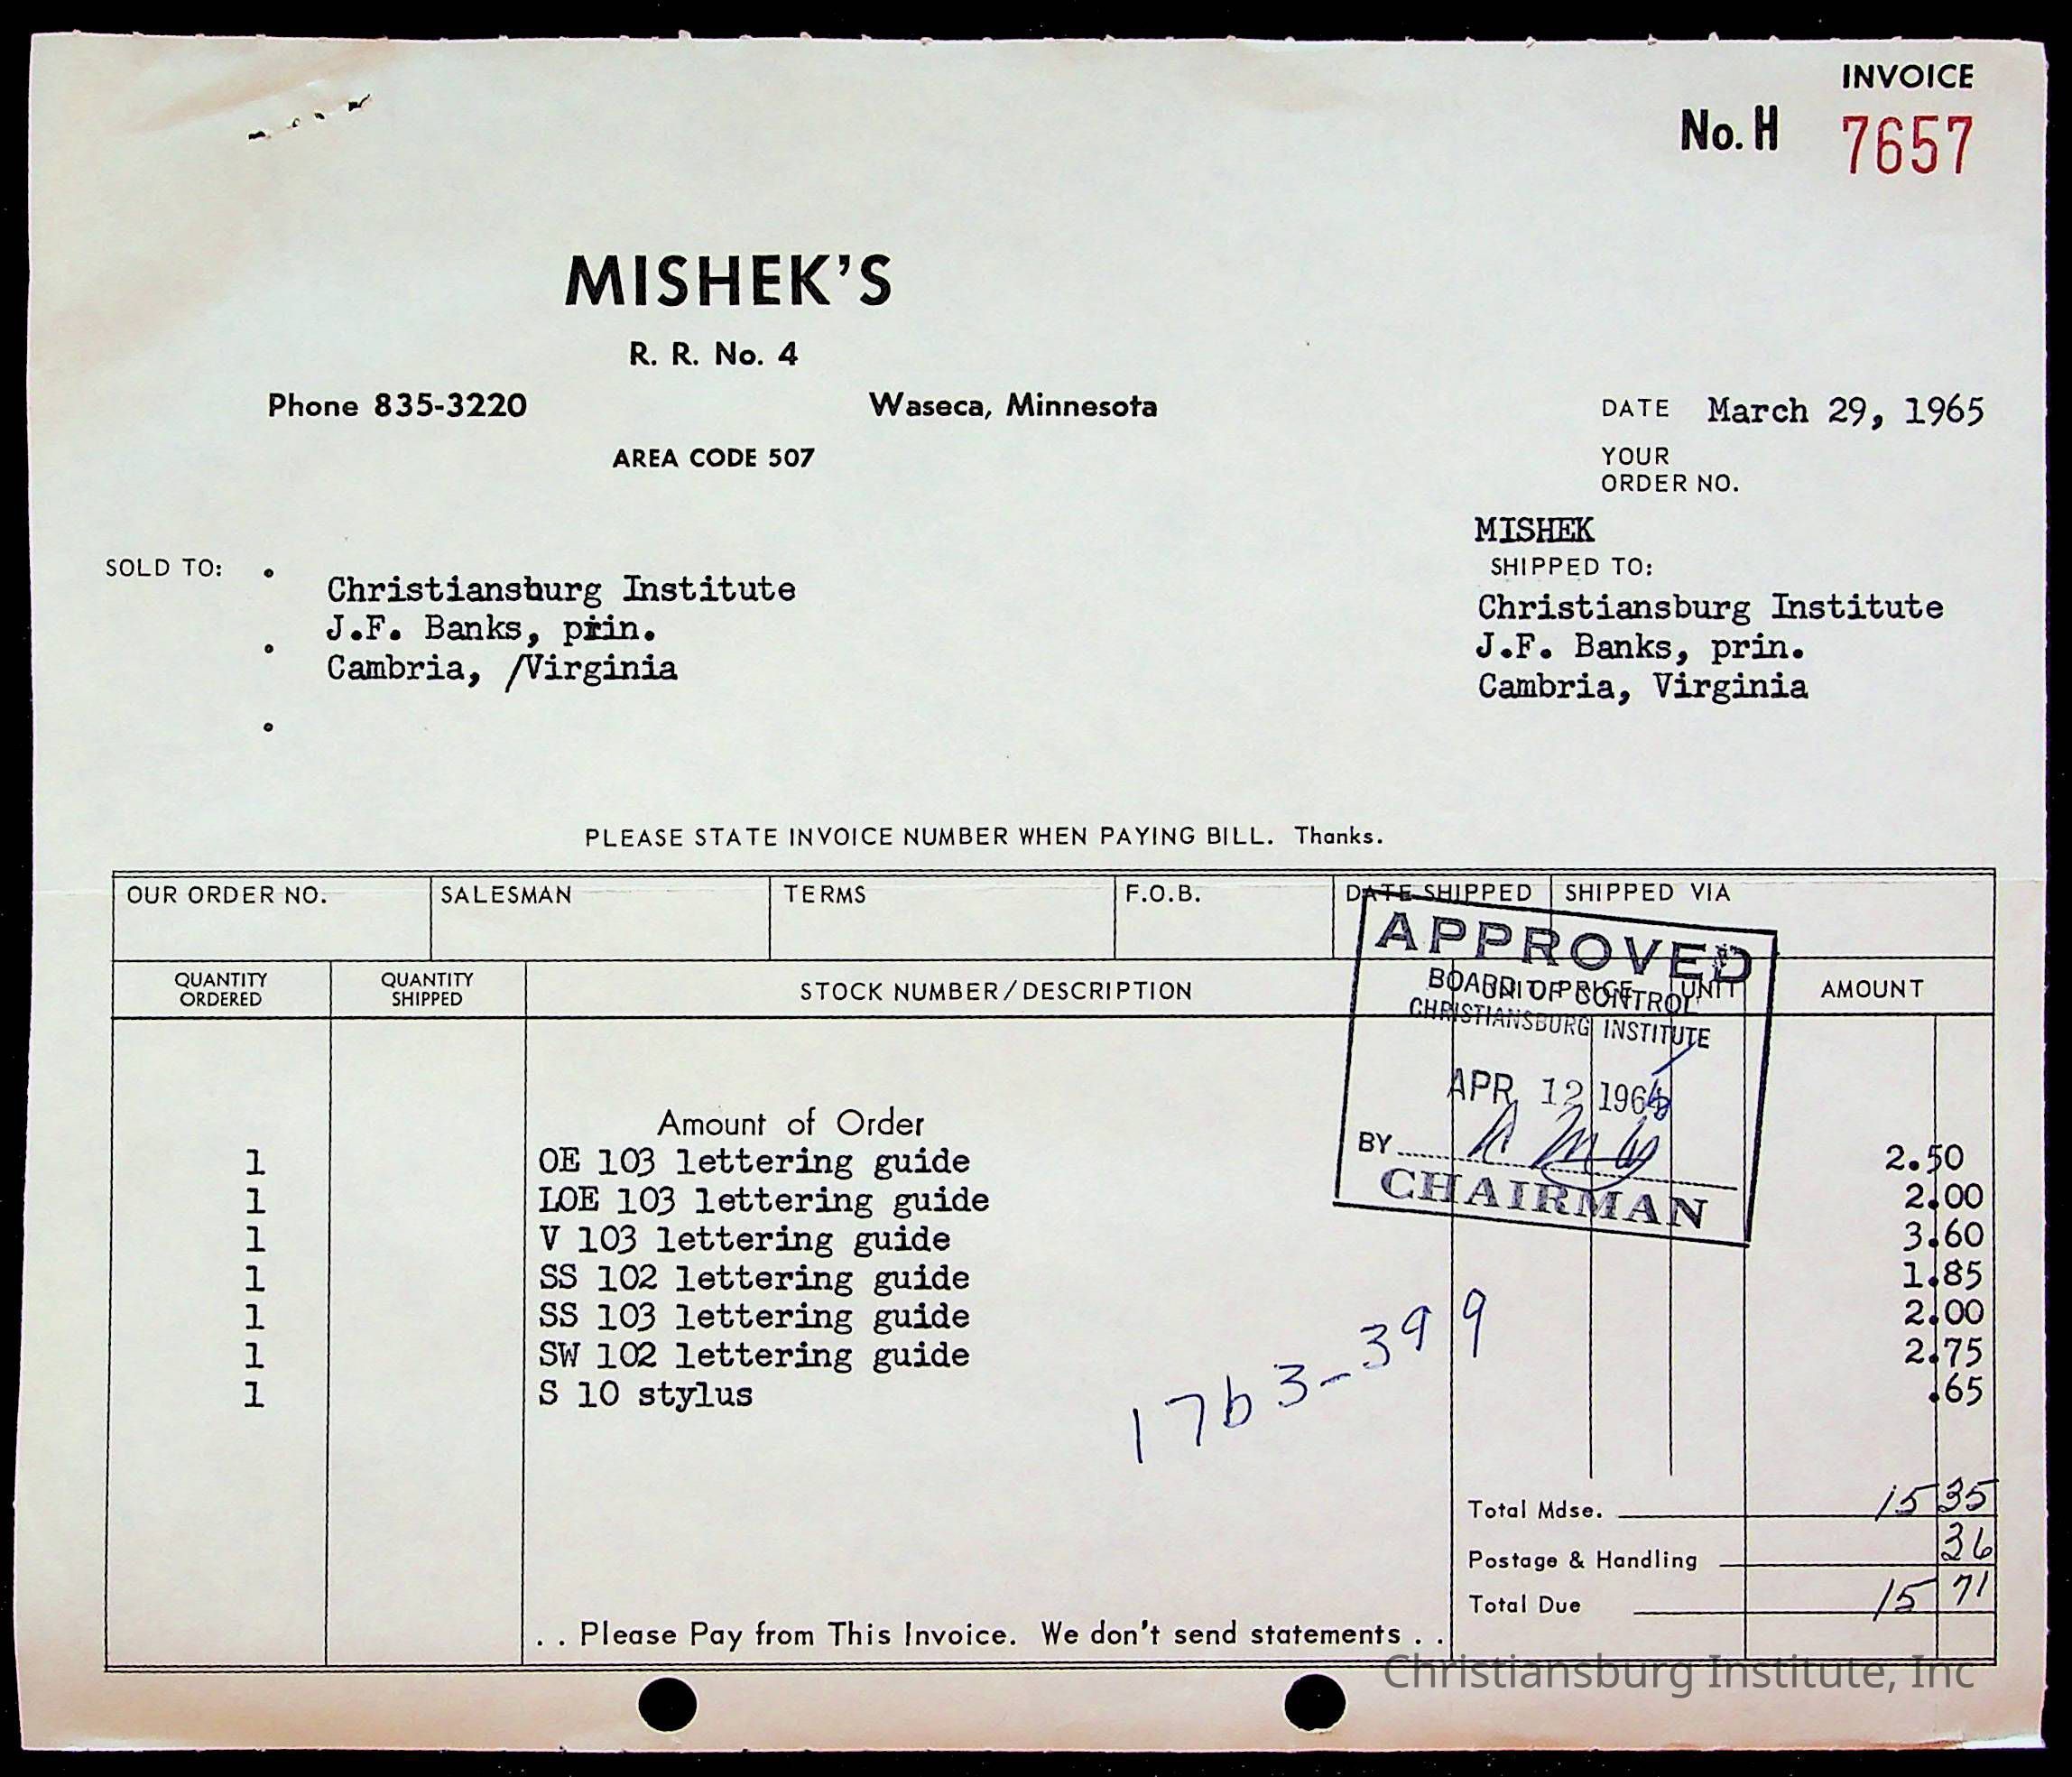 INVOICE
No. H 7657
MISHEK'S
R. R. No. 4
Phone 835-3220 Waseca, Minnesota
AREA CODE 507
DATE March 29, 1965
YOUR
ORDER NO.
MISHEK
SOLD TO:
Christiansburg Institute
J.F. Banks, prin.
Cambria, /Virginia
SHIPPED TO:
Christiansburg Institute
J.F. Banks, prin.
Cambria, Virginia
PLEASE STATE INVOICE NUMBER WHEN PAYING BILL. Thanks.
OUR ORDER NO. SALESMAN TERMS F.O.B. DATE SHIPPED SHIPPED VIA
QUANTITY ORDERED QUANTITY SHIPPED STOCK NUMBER/DESCRIPTION UNIT PRICE UNIT AMOUNT
APPROVED
BOARD OF CONTROL
CHRISTIANSBURG INSTITUTE
APR 12 1965
BY
CHAIRMAN
Amount of Order
1 OE 103 lettering guide 2.50
1 LOE 103 lettering guide 2.00
1 V 103 lettering guide 3.60
1 SS 102 lettering guide 1.85
1 SS 103 lettering guide 2.00
1 SW 102 lettering guide 2.75
1 S 10 stylus .65
17b3-399
Total Mdse. 15 35
Postage & Handling 36
Total Due 15 71
. . Please Pay from This Invoice. We don't send statements . .
Christiansburg Institute, Inc